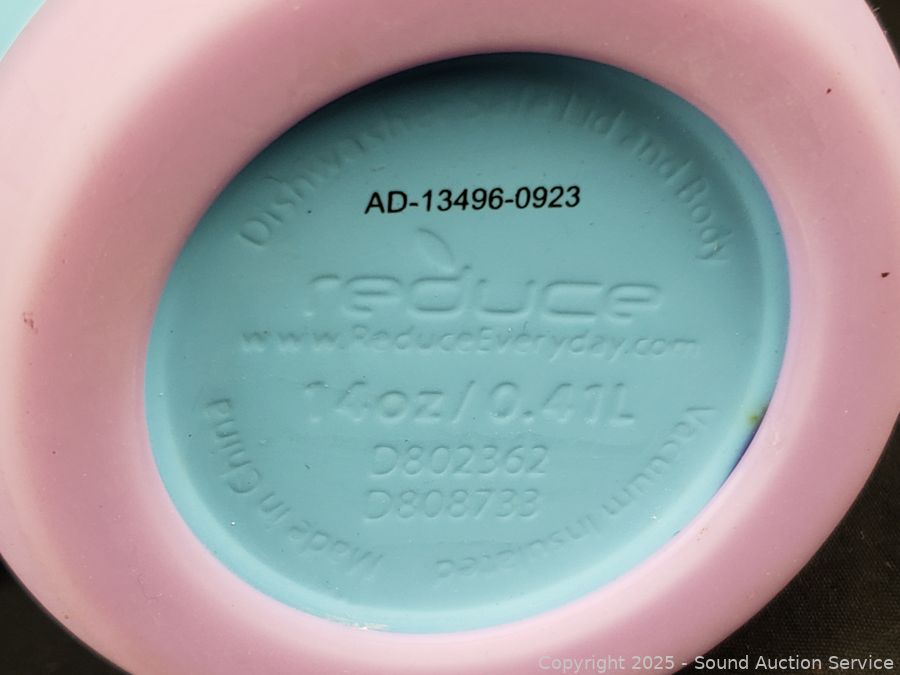 Dishwasher Safe Lid and Body
AD-13496-0923
reduce
www.ReduceEveryday.com
14oz / 0.41L
D802362
D808733
Made in China
Vacuum Insulated
Copyright 2025 - Sound Auction Service